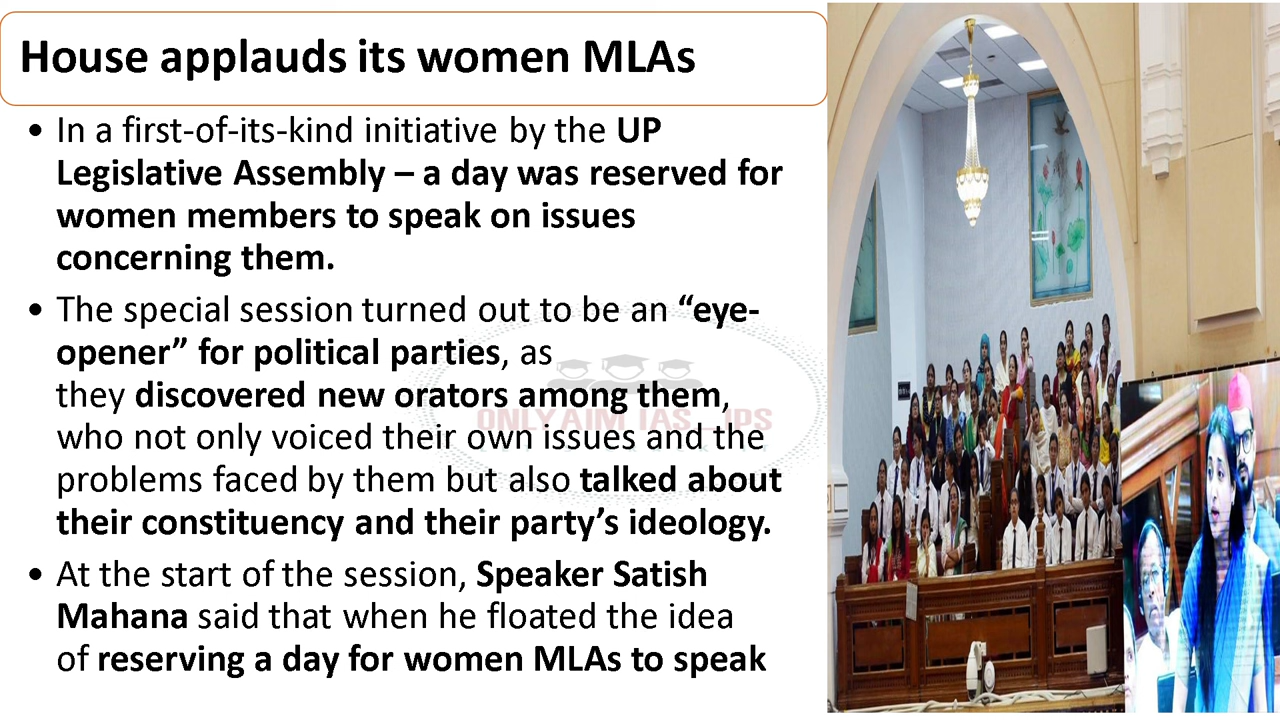 House applauds its women MLAs
• In a first-of-its-kind initiative by the UP
Legislative Assembly – a day was reserved for
women members to speak on issues
concerning them.
• The special session turned out to be an “eye-
opener” for political parties, as
they discovered new orators among them,
who not only voiced their own issues and the
problems faced by them but also talked about
their constituency and their party’s ideology.
• At the start of the session, Speaker Satish
Mahana said that when he floated the idea
of reserving a day for women MLAs to speak
ONLYAIM IAS_IPS